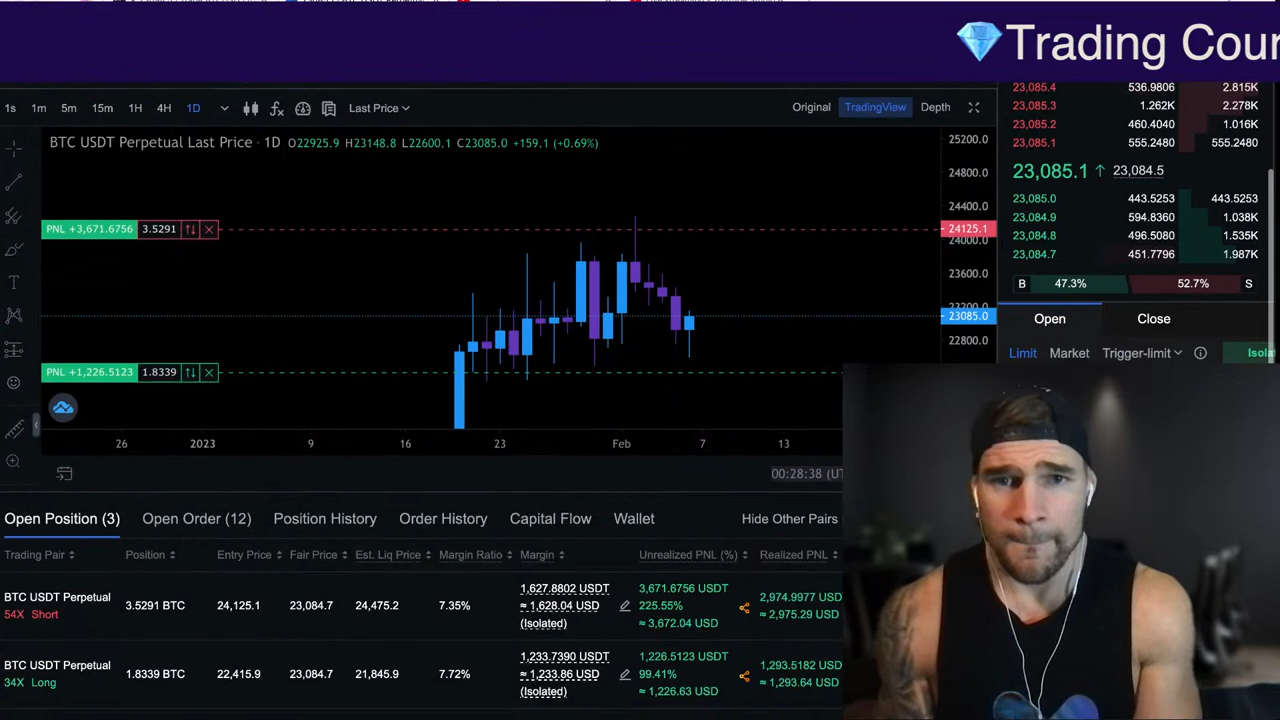 💎Trading Cour
1s 1m 5m 15m 1H 4H 1D Last Price Original TradingView Depth
BTC USDT Perpetual Last Price · 1D O22925.9 H23148.8 L22600.1 C23085.0 +159.1 (+0.69%)
25200.0
24800.0
24400.0
PNL +3,671.6756 3.5291 24125.1
24000.0
23600.0
23200.0
23085.0
22800.0
PNL +1,226.5123 1.8339
26 2023 9 16 23 Feb 7 13
00:28:38 (UT
23,085.4 536.9806 2.815K
23,085.3 1.262K 2.278K
23,085.2 460.4040 1.016K
23,085.1 555.2480 555.2480
23,085.1 ↑ 23,084.5
23,085.0 443.5253 443.5253
23,084.9 594.8360 1.038K
23,084.8 496.5080 1.535K
23,084.7 451.7796 1.987K
B 47.3% 52.7% S
Open Close
Limit Market Trigger-limit Isola
Open Position (3) Open Order (12) Position History Order History Capital Flow Wallet Hide Other Pairs
Trading Pair Position Entry Price Fair Price Est. Liq Price Margin Ratio Margin Unrealized PNL (%) Realized PNL
BTC USDT Perpetual 3.5291 BTC 24,125.1 23,084.7 24,475.2 7.35% 1,627.8802 USDT 3,671.6756 USDT 2,974.9977 USD
54X Short ≈ 1,628.04 USD 225.55% ≈ 2,975.29 USD
(Isolated) ≈ 3,672.04 USD
BTC USDT Perpetual 1.8339 BTC 22,415.9 23,084.7 21,845.9 7.72% 1,233.7390 USDT 1,226.5123 USDT 1,293.5182 USD
34X Long ≈ 1,233.86 USD 99.41% ≈ 1,293.64 USD
(Isolated) ≈ 1,226.63 USD